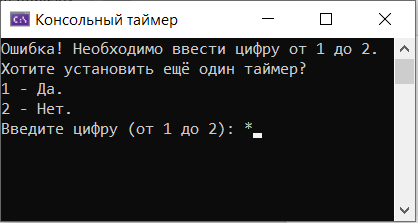 C:\ Консольный таймер
Ошибка! Необходимо ввести цифру от 1 до 2.
Хотите установить ещё один таймер?
1 - Да.
2 - Нет.
Введите цифру (от 1 до 2): *